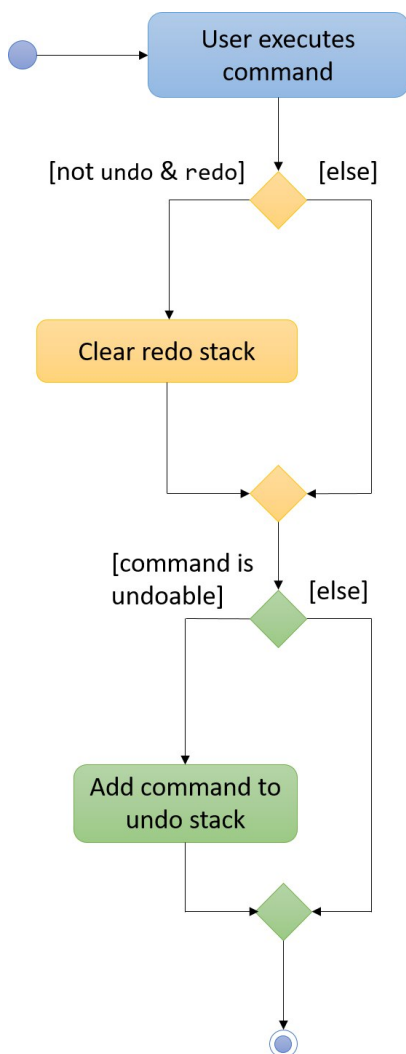 User executes
command
[not undo & redo]
[else]
Clear redo stack
[command is
undoable]
[else]
Add command to
undo stack